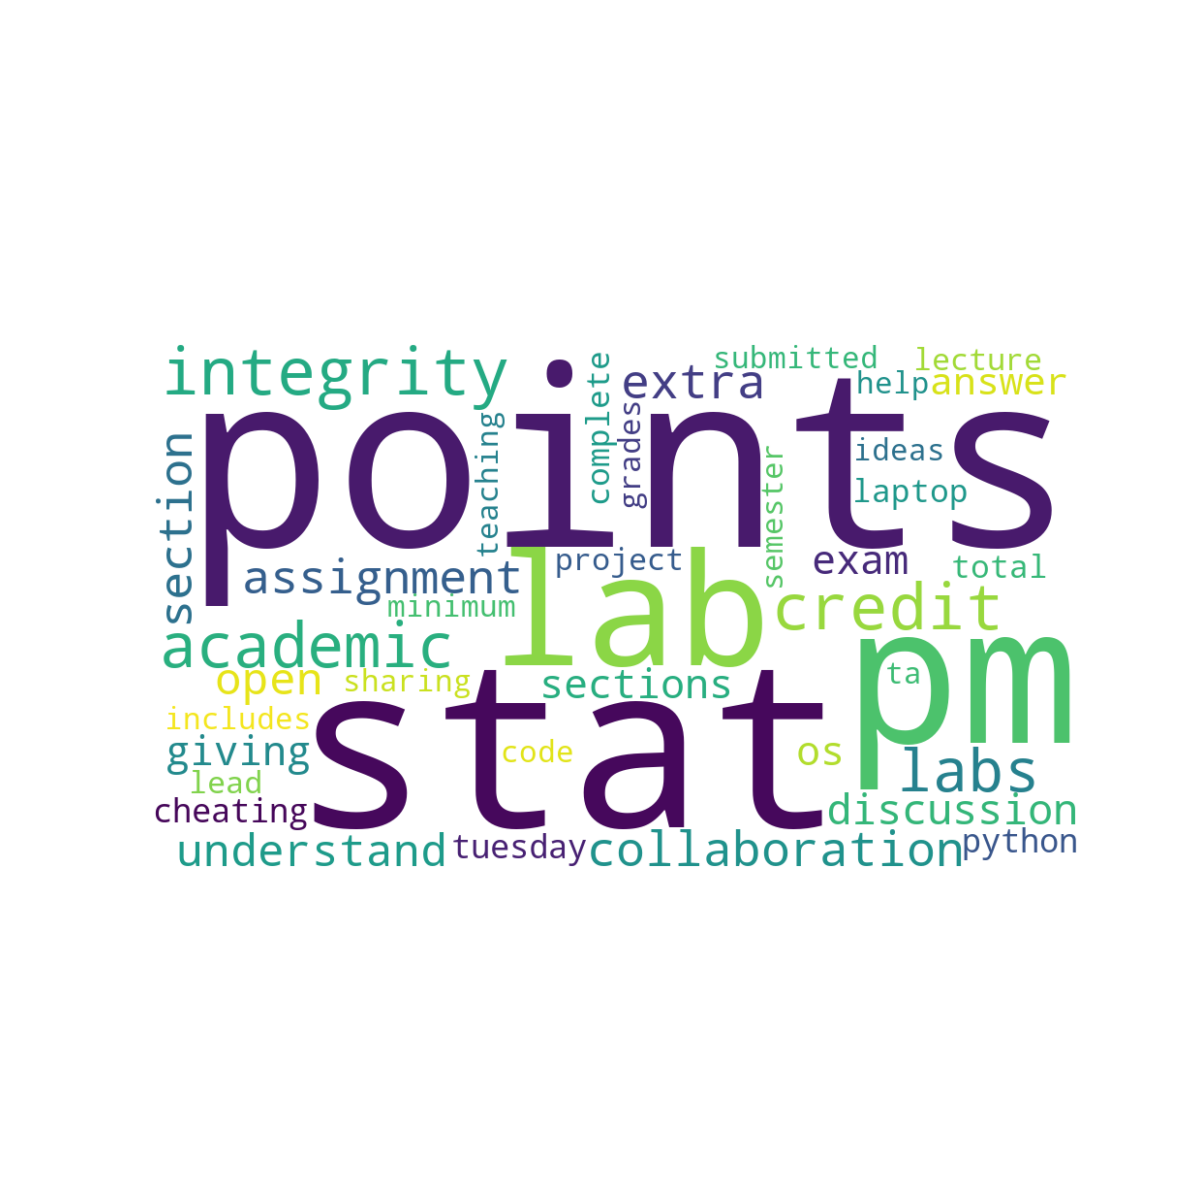 integrity
points
submitted
lecture
extra
help
answer
complete
grades
teaching
section
semester
ideas
laptop
assignment
project
exam
total
minimum
lab
credit
academic
pm
ta
open
sharing
sections
stat
includes
giving
code
os
labs
lead
cheating
discussion
understand
tuesday
collaboration
python